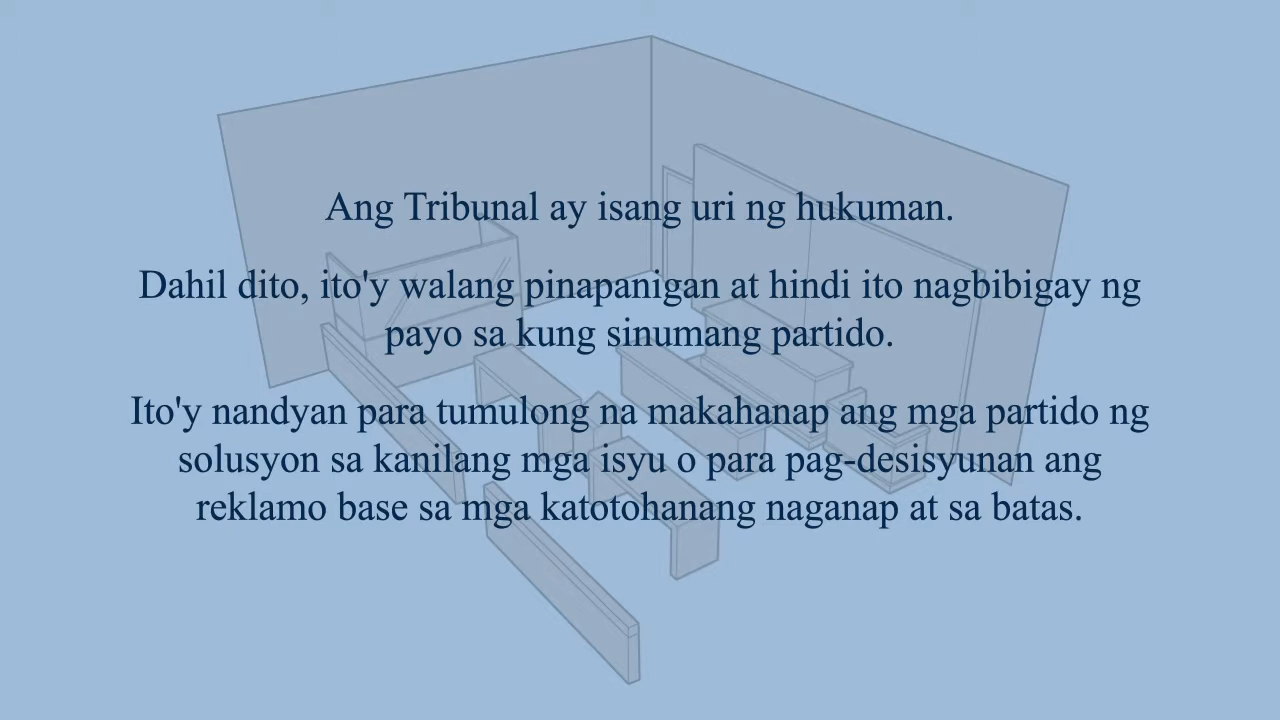 Ang Tribunal ay isang uri ng hukuman.
Dahil dito, ito'y walang pinapanigan at hindi ito nagbibigay ng
payo sa kung sinumang partido.
Ito'y nandyan para tumulong na makahanap ang mga partido ng
solusyon sa kanilang mga isyu o para pag-desisyunan ang
reklamo base sa mga katotohanang naganap at sa batas.